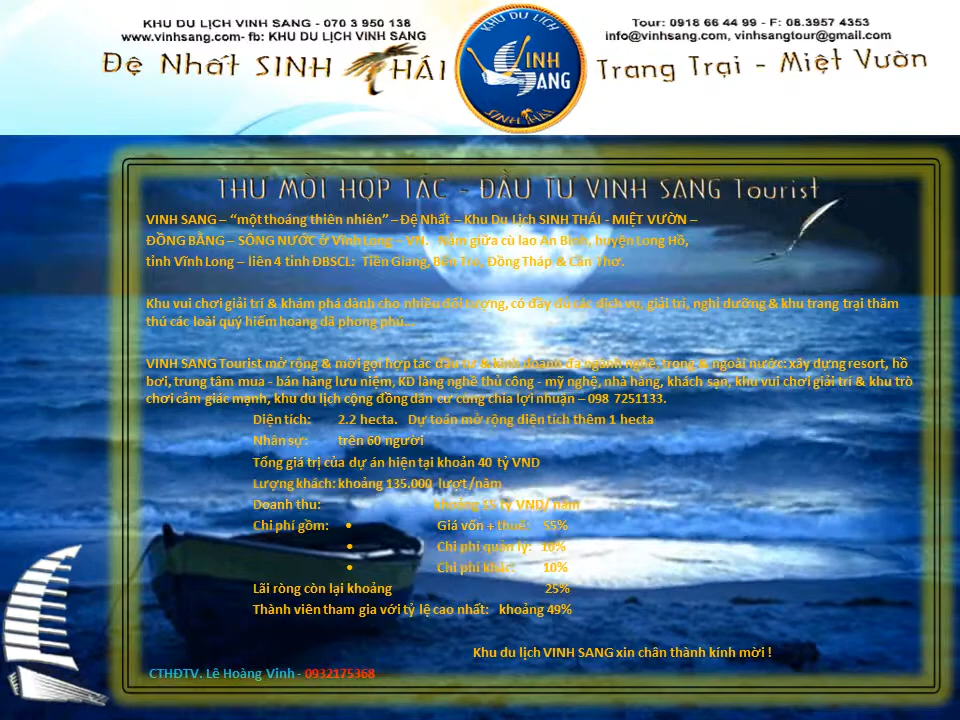 KHU DU LỊCH VINH SANG - 070 3 950 138
www.vinhsang.com- fb: KHU DU LỊCH VINH SANG
Đệ Nhất SINH THÁI
KHU DU LỊCH
VINH
SANG
SINH THÁI
Tour: 0918 66 44 99 - F: 08.3957 4353
info@vinhsang.com, vinhsangtour@gmail.com
Trang Trại - Miệt Vườn
THƯ MỜI HỢP TÁC - ĐẦU TƯ VINH SANG Tourist
VINH SANG – “một thoáng thiên nhiên” – Đệ Nhất – Khu Du Lịch SINH THÁI - MIỆT VƯỜN –
ĐỒNG BẰNG – SÔNG NƯỚC ở Vĩnh Long – VN. Nằm giữa cù lao An Bình, huyện Long Hồ,
tỉnh Vĩnh Long – liên 4 tỉnh ĐBSCL: Tiền Giang, Bến Tre, Đồng Tháp & Cần Thơ.
Khu vui chơi giải trí & khám phá dành cho nhiều đối tượng, có đầy đủ các dịch vụ, giải trí, nghỉ dưỡng & khu trang trại thăm
thú các loài quý hiếm hoang dã phong phú...
VINH SANG Tourist mở rộng & mời gọi hợp tác đầu tư & kinh doanh đa ngành nghề, trong & ngoài nước: xây dựng resort, hồ
bơi, trung tâm mua - bán hàng lưu niệm, KD làng nghề thủ công - mỹ nghệ, nhà hàng, khách sạn, khu vui chơi giải trí & khu trò
chơi cảm giác mạnh, khu du lịch cộng đồng dân cư cùng chia lợi nhuận – 098 7251133.
Diện tích: 2.2 hecta. Dự toán mở rộng diện tích thêm 1 hecta
Nhân sự: trên 60 người
Tổng giá trị của dự án hiện tại khoản 40 tỷ VND
Lượng khách: khoảng 135.000 lượt/năm
Doanh thu: khoảng 15 tỷ VND/ năm
Chi phí gồm: • Giá vốn + thuế: 55%
• Chi phí quản lý: 10%
• Chi phí khác: 10%
Lãi ròng còn lại khoảng 25%
Thành viên tham gia với tỷ lệ cao nhất: khoảng 49%
Khu du lịch VINH SANG xin chân thành kính mời !
CTHĐTV. Lê Hoàng Vinh - 0932175368